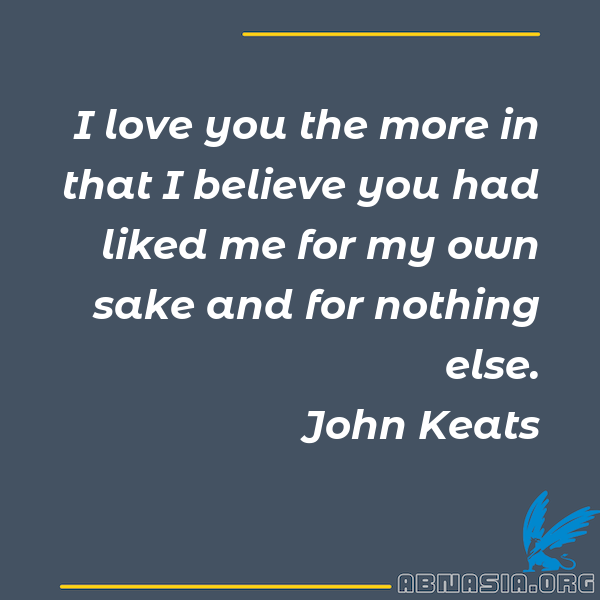 I love you the more in
that I believe you had
liked me for my own
sake and for nothing
else.
John Keats
ABNASIA.ORG